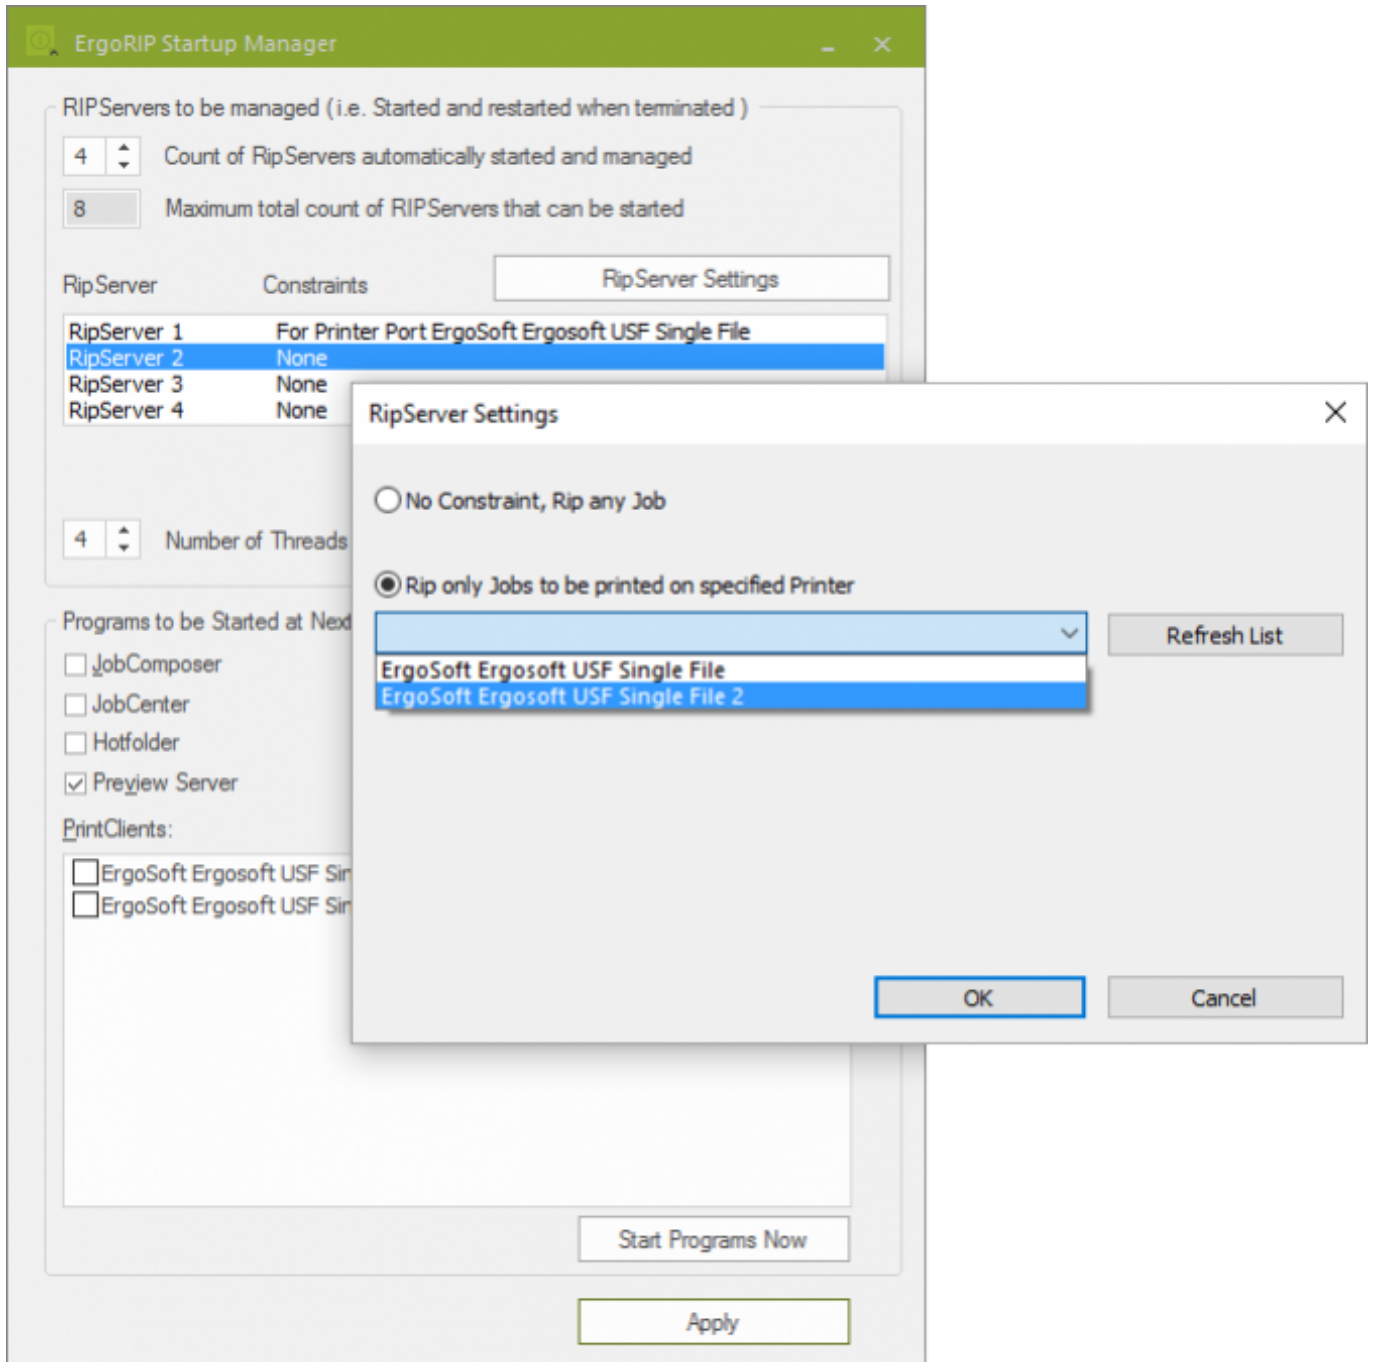 ErgoRIP Startup Manager
RIPServers to be managed ( i.e. Started and restarted when terminated )
4 Count of RipServers automatically started and managed
8 Maximum total count of RIPServers that can be started
RipServer Constraints RipServer Settings
RipServer 1 For Printer Port ErgoSoft Ergosoft USF Single File
RipServer 2 None
RipServer 3 None
RipServer 4 None
4 Number of Threads
Programs to be Started at Next
JobComposer
JobCenter
Hotfolder
Preview Server
PrintClients:
ErgoSoft Ergosoft USF Sin
ErgoSoft Ergosoft USF Sin
Start Programs Now
Apply
RipServer Settings
No Constraint, Rip any Job
Rip only Jobs to be printed on specified Printer
Refresh List
ErgoSoft Ergosoft USF Single File
ErgoSoft Ergosoft USF Single File 2
OK Cancel